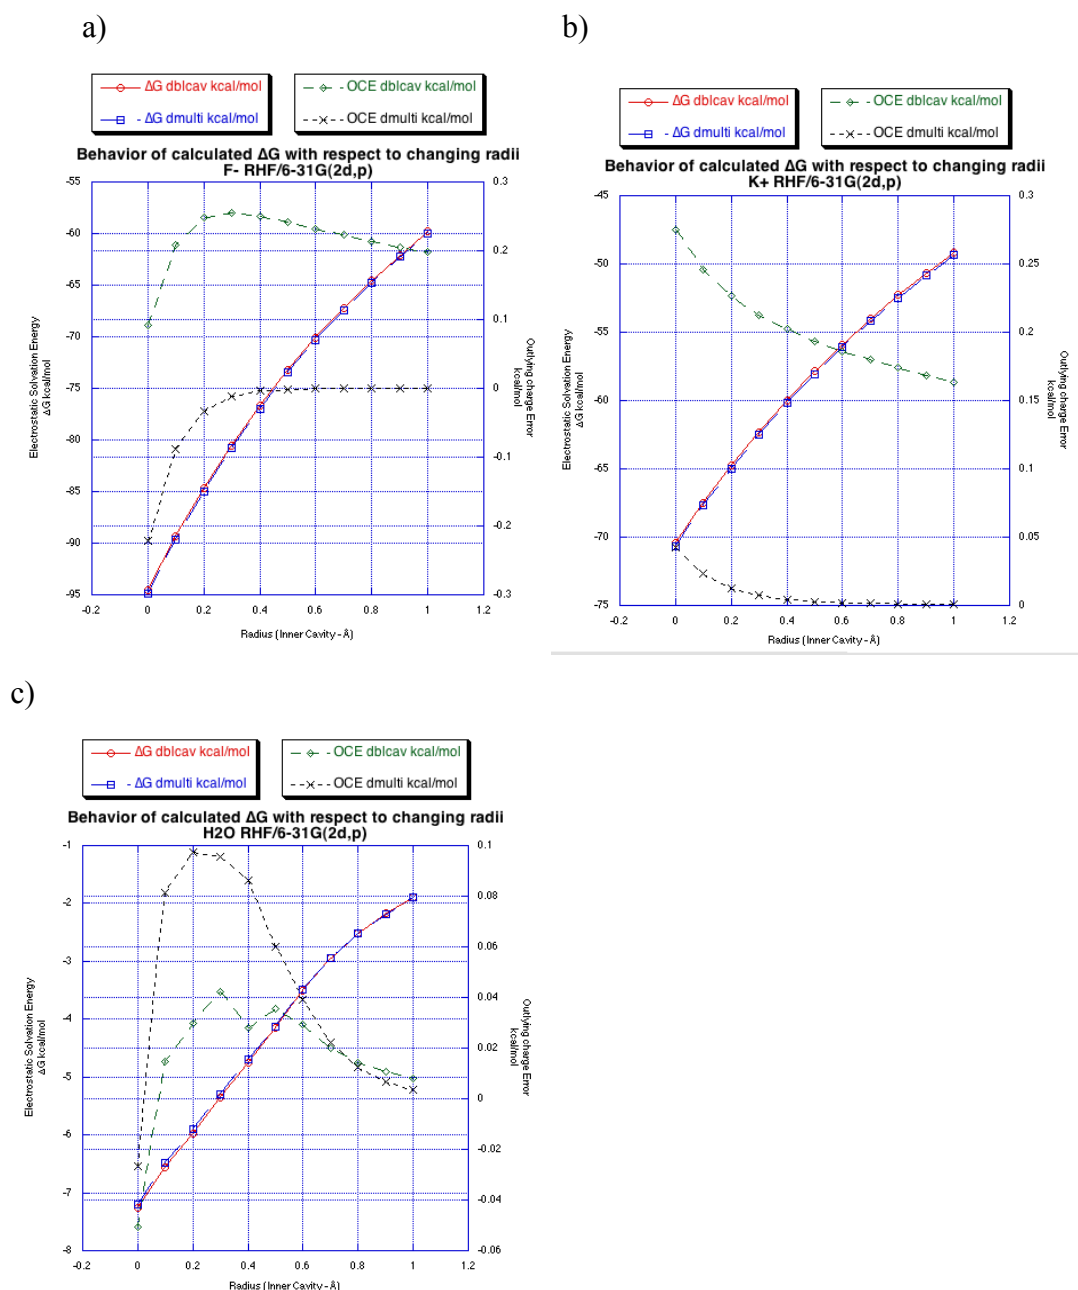 a)
ΔG dblcav kcal/mol
OCE dblcav kcal/mol
ΔG dmulti kcal/mol
OCE dmulti kcal/mol
Behavior of calculated ΔG with respect to changing radii
F- RHF/6-31G(2d,p)
-55
-60
-65
-70
-75
-80
-85
-90
-95
0.3
0.2
0.1
0
-0.1
-0.2
-0.3
-0.2 0 0.2 0.4 0.6 0.8 1 1.2
Electrostatic Solvation Energy
ΔG kcal/mol
Outlying charge Error
kcal/mol
Radius (Inner Cavity - Å)
b)
ΔG dblcav kcal/mol
OCE dblcav kcal/mol
ΔG dmulti kcal/mol
OCE dmulti kcal/mol
Behavior of calculated ΔG with respect to changing radii
K+ RHF/6-31G(2d,p)
-45
-50
-55
-60
-65
-70
-75
0.3
0.25
0.2
0.15
0.1
0.05
0
-0.2 0 0.2 0.4 0.6 0.8 1 1.2
Electrostatic Solvation Energy
ΔG kcal/mol
Outlying charge Error
kcal/mol
Radius (Inner Cavity - Å)
c)
ΔG dblcav kcal/mol
OCE dblcav kcal/mol
ΔG dmulti kcal/mol
OCE dmulti kcal/mol
Behavior of calculated ΔG with respect to changing radii
H2O RHF/6-31G(2d,p)
-1
-2
-3
-4
-5
-6
-7
-8
0.1
0.08
0.06
0.04
0.02
0
-0.02
-0.04
-0.06
-0.2 0 0.2 0.4 0.6 0.8 1 1.2
Electrostatic Solvation Energy
ΔG kcal/mol
Outlying charge Error
kcal/mol
Radius (Inner Cavity - Å)